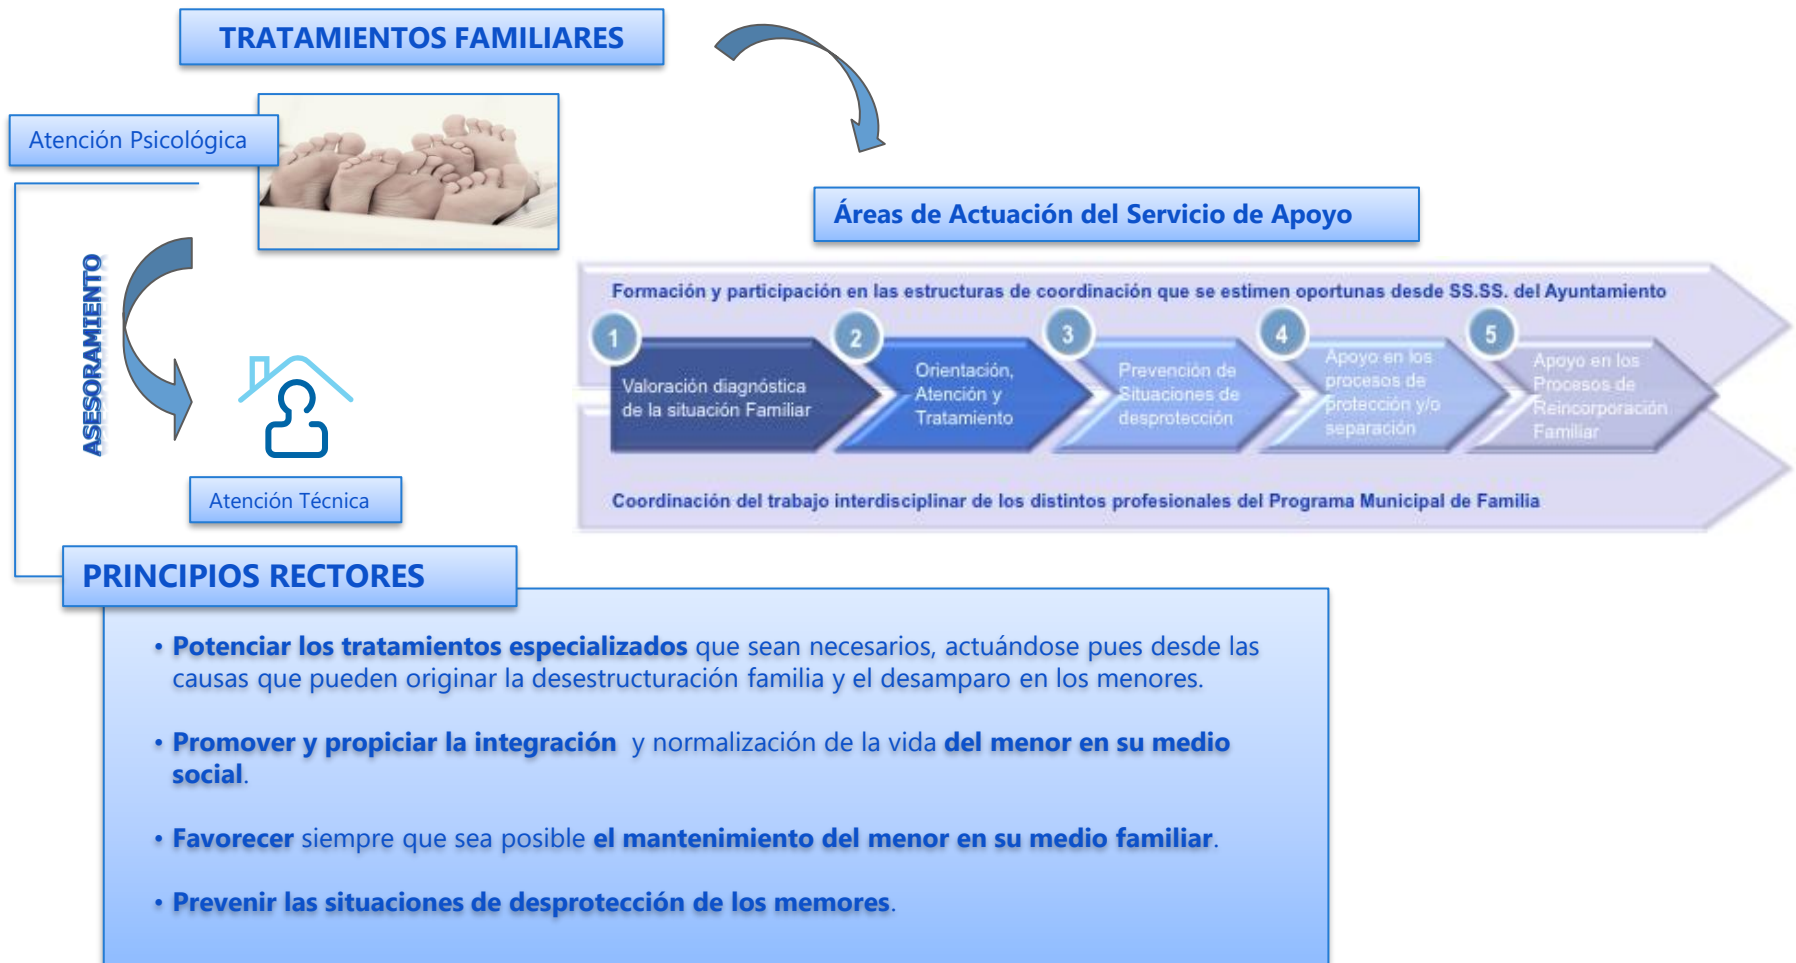 TRATAMIENTOS FAMILIARES
Atención Psicológica
ASESORAMIENTO
Atención Técnica
Áreas de Actuación del Servicio de Apoyo
Formación y participación en las estructuras de coordinación que se estimen oportunas desde SS.SS. del Ayuntamiento
1
Valoración diagnóstica
de la situación Familiar
2
Orientación,
Atención y
Tratamiento
3
Prevención de
Situaciones de
desprotección
4
Apoyo en los
procesos de
protección y/o
separación
5
Apoyo en los
Procesos de
Reincorporación
Familiar
Coordinación del trabajo interdisciplinar de los distintos profesionales del Programa Municipal de Familia
PRINCIPIOS RECTORES
• Potenciar los tratamientos especializados que sean necesarios, actuándose pues desde las
causas que pueden originar la desestructuración familia y el desamparo en los menores.
• Promover y propiciar la integración y normalización de la vida del menor en su medio
social.
• Favorecer siempre que sea posible el mantenimiento del menor en su medio familiar.
• Prevenir las situaciones de desprotección de los memores.